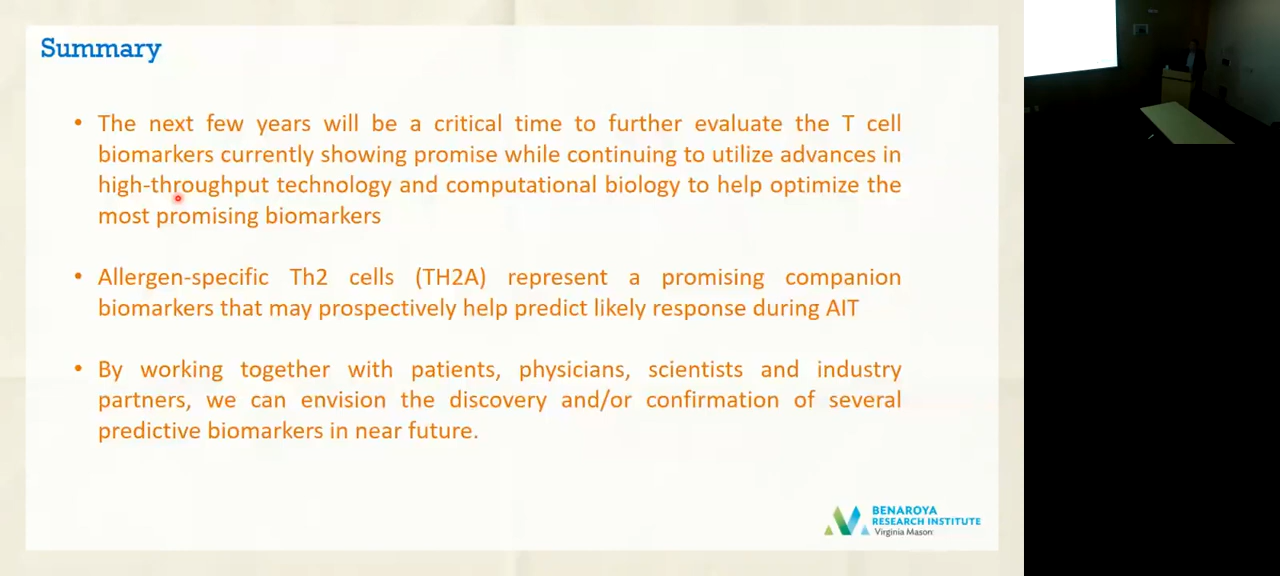 Summary
• The next few years will be a critical time to further evaluate the T cell
biomarkers currently showing promise while continuing to utilize advances in
high-throughput technology and computational biology to help optimize the
most promising biomarkers
• Allergen-specific Th2 cells (TH2A) represent a promising companion
biomarkers that may prospectively help predict likely response during AIT
• By working together with patients, physicians, scientists and industry
partners, we can envision the discovery and/or confirmation of several
predictive biomarkers in near future.
BENAROYA
RESEARCH INSTITUTE
Virginia Mason